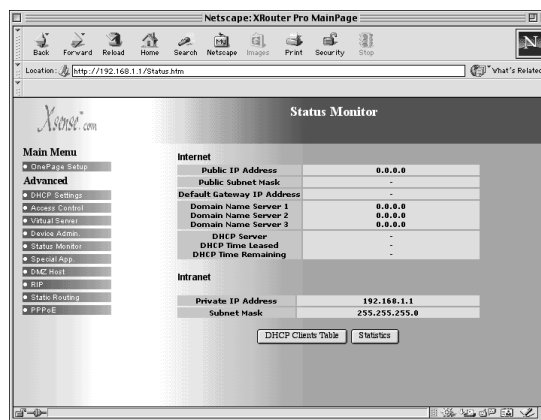 Netscape: XRouter Pro MainPage
Back Forward Reload Home Search Netscape Images Print Security Stop
N
Location: http://192.168.1.1/Status.htm What's Related
Xsense.com
Status Monitor
Main Menu
OnePage Setup
Advanced
DHCP Settings
Access Control
Virtual Server
Device Admin.
Status Monitor
Special App.
DMZ Host
RIP
Static Routing
PPPoE
Internet
Public IP Address 0.0.0.0
Public Subnet Mask -
Default Gateway IP Address -
Domain Name Server 1 0.0.0.0
Domain Name Server 2 0.0.0.0
Domain Name Server 3 0.0.0.0
DHCP Server -
DHCP Time Leased -
DHCP Time Remaining -
Intranet
Private IP Address 192.168.1.1
Subnet Mask 255.255.255.0
DHCP Clients Table Statistics